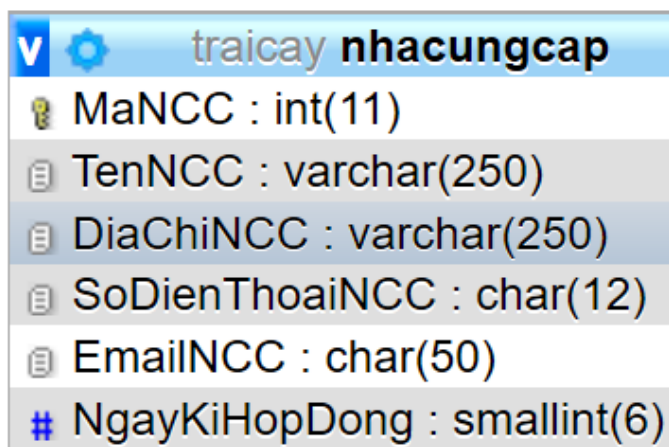 v traicay nhacungcap
MaNCC : int(11)
TenNCC : varchar(250)
DiaChiNCC : varchar(250)
SoDienThoaiNCC : char(12)
EmailNCC : char(50)
# NgayKiHopDong : smallint(6)